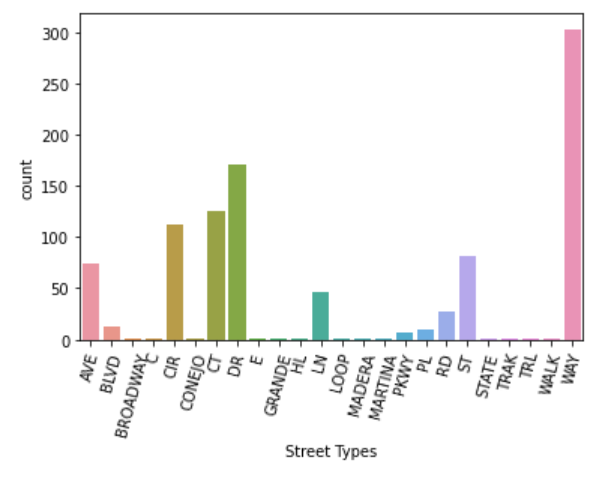 300
250
200
150
100
50
0
count
AVE
BLVD
BROADWAY
C
CIR
CONEJO
CT
DR
E
GRANDE
HL
LN
LOOP
MADERA
MARTINA
PKWY
PL
RD
ST
STATE
TRAK
TRL
WALK
WAY
Street Types